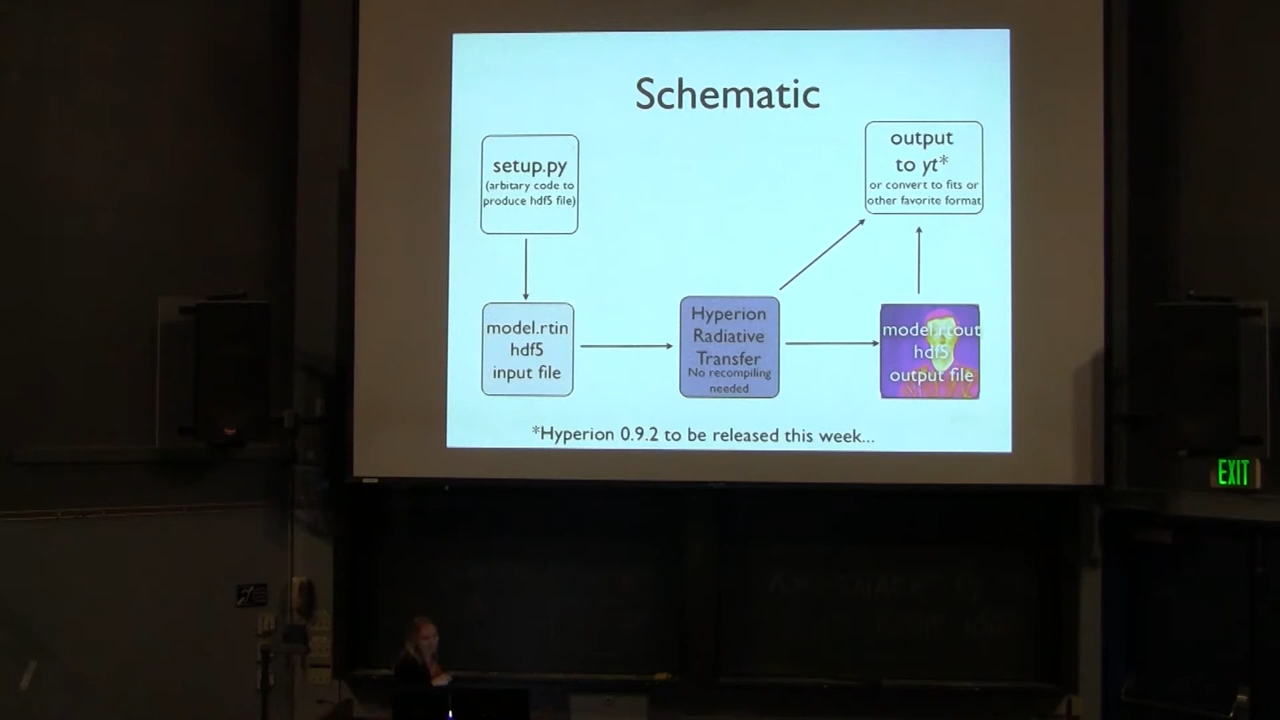 Schematic
setup.py
(arbitary code to
produce hdf5 file)
output
to yt*
or convert to fits or
other favorite format
model.rtin
hdf5
input file
Hyperion
Radiative
Transfer
No recompiling
needed
model.rtout
hdf5
output file
*Hyperion 0.9.2 to be released this week...
EXIT